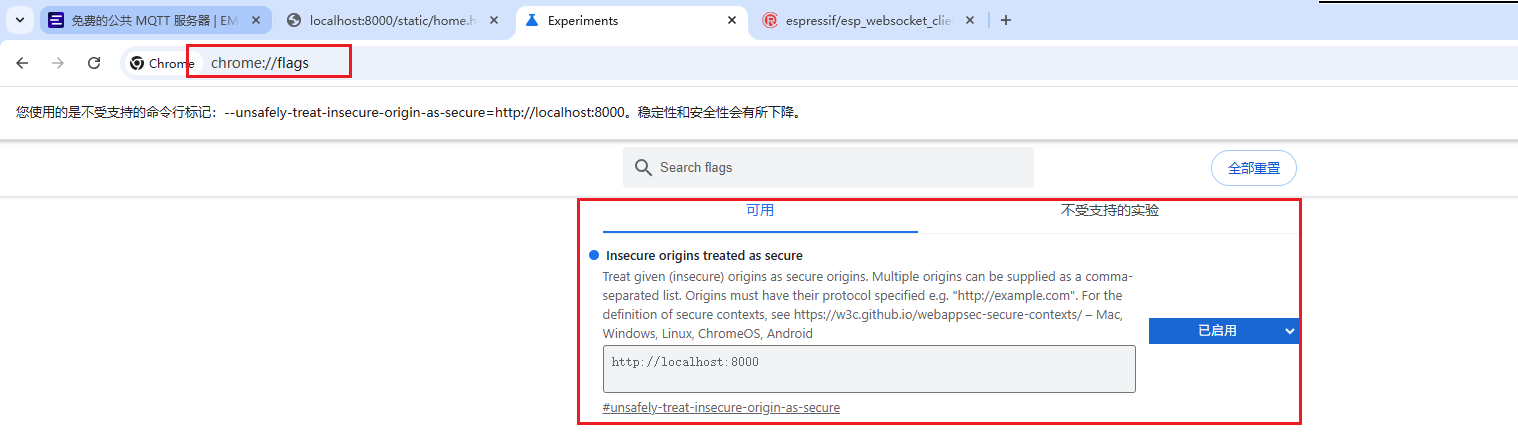 免费的公共 MQTT 服务器 | EM
localhost:8000/static/home.h
Experiments
espressif/esp_websocket_clie
Chrome
chrome://flags
您使用的是不受支持的命令行标记：--unsafely-treat-insecure-origin-as-secure=http://localhost:8000。稳定性和安全性会有所下降。
Search flags
全部重置
可用
不受支持的实验
Insecure origins treated as secure
Treat given (insecure) origins as secure origins. Multiple origins can be supplied as a comma-
separated list. Origins must have their protocol specified e.g. "http://example.com". For the
definition of secure contexts, see https://w3c.github.io/webappsec-secure-contexts/ – Mac,
Windows, Linux, ChromeOS, Android
已启用
http://localhost:8000
#unsafely-treat-insecure-origin-as-secure